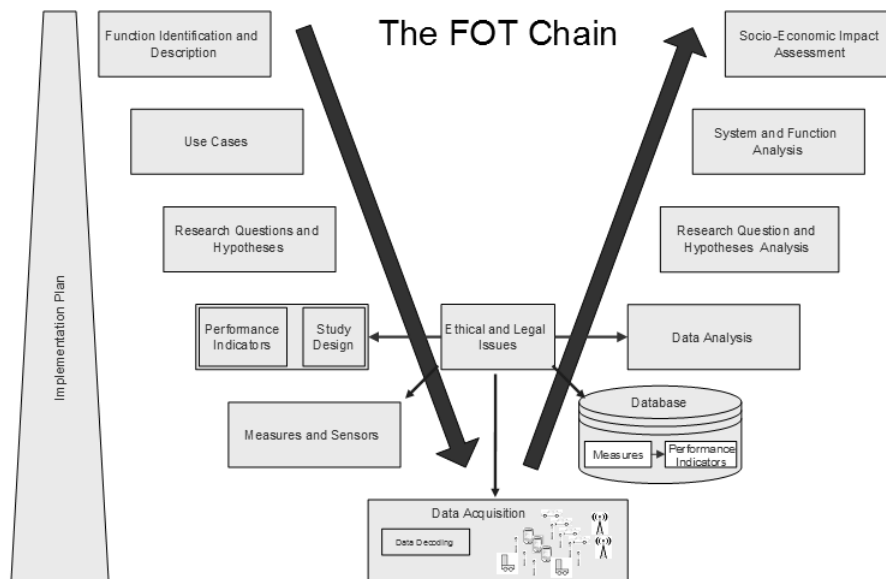 The FOT Chain
Implementation Plan
Function Identification and
Description
Use Cases
Research Questions and
Hypotheses
Performance
Indicators
Study
Design
Measures and Sensors
Ethical and Legal
Issues
Data Acquisition
Data Decoding
Database
Measures
Performance
Indicators
Data Analysis
Research Question and
Hypotheses Analysis
System and Function
Analysis
Socio-Economic Impact
Assessment